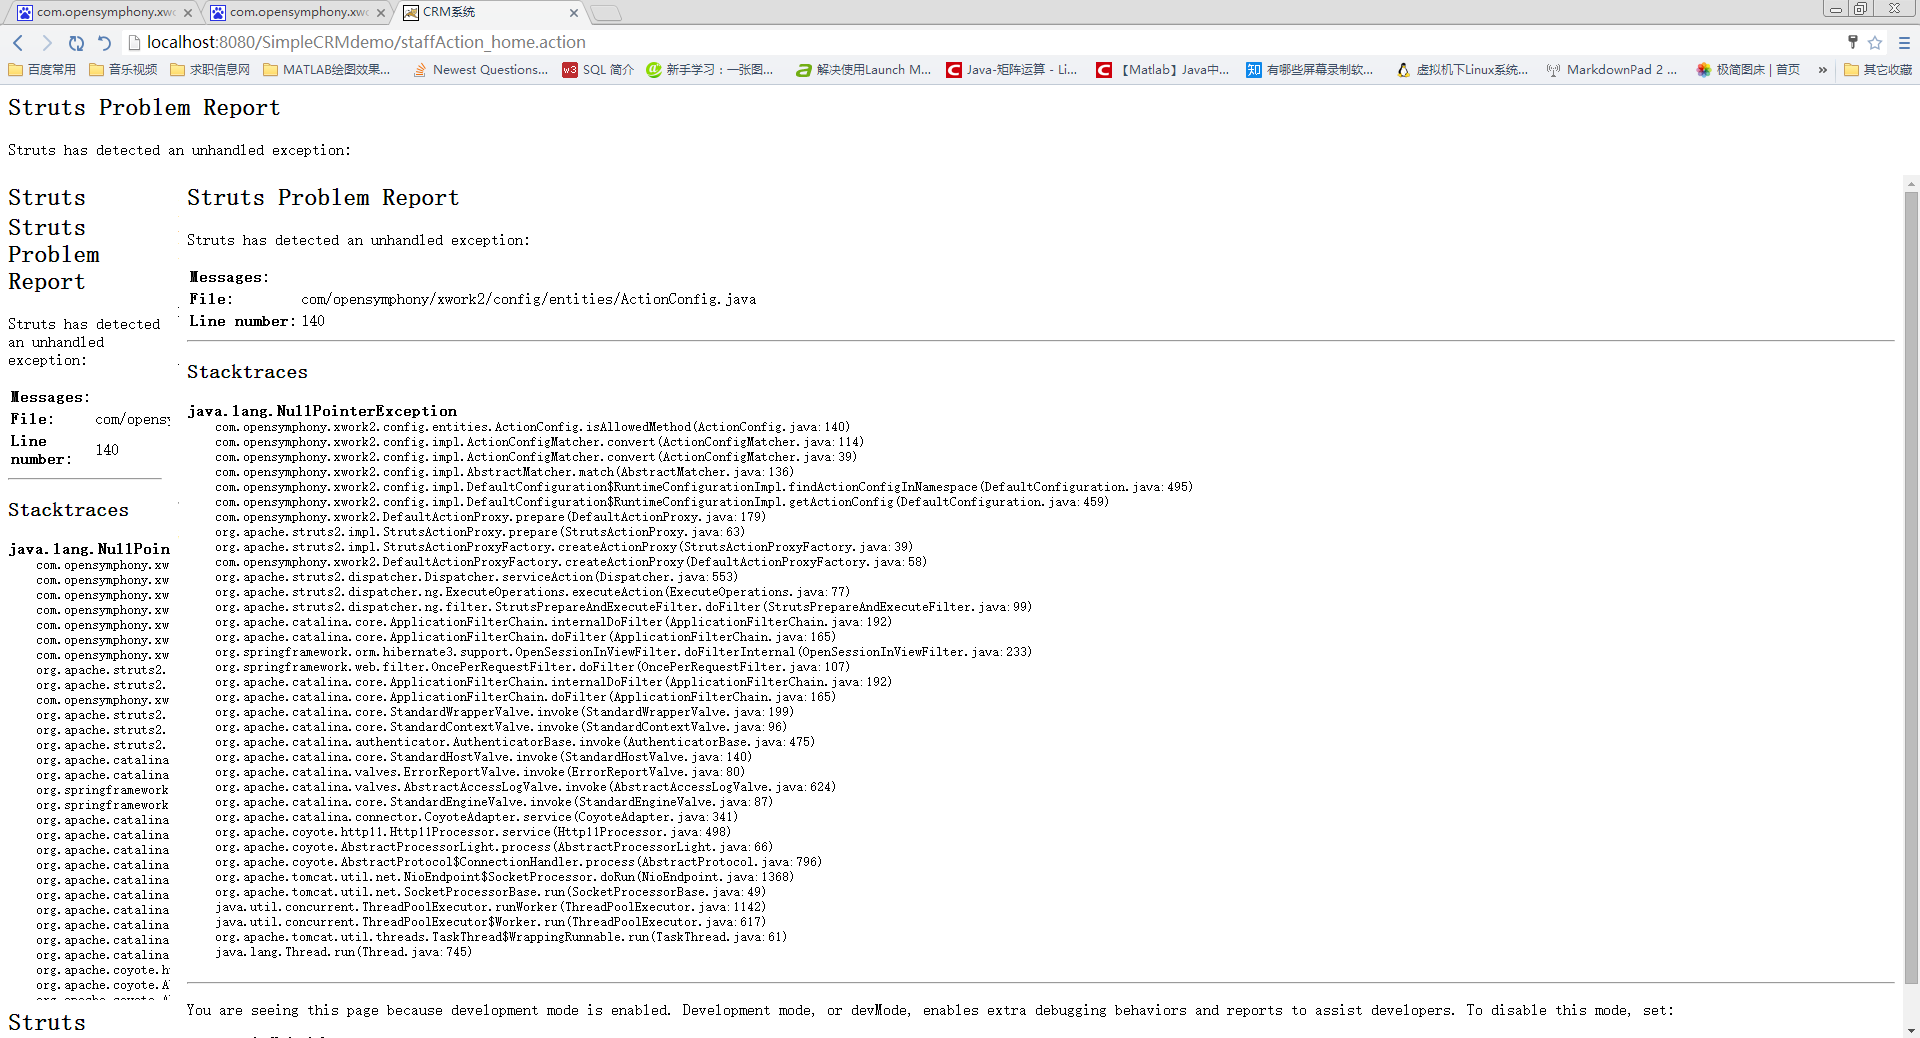 com.opensymphony.xwo
com.opensymphony.xwo
CRM系统
localhost:8080/SimpleCRMdemo/staffAction_home.action
百度常用
音乐视频
求职信息网
MATLAB绘图效果...
Newest Questions...
w3 SQL 简介
新手学习：一张图...
解决使用Launch M...
Java-矩阵运算 - Li...
【Matlab】Java中...
知 有哪些屏幕录制软...
虚拟机下Linux系统...
MarkdownPad 2 ...
极简图床 | 首页
»
其它收藏
Struts Problem Report
Struts has detected an unhandled exception:
Struts
Struts
Problem
Report
Struts has detected
an unhandled
exception:
Messages:
File: com/opensy
Line
number: 140
Stacktraces
java.lang.NullPoin
com.opensymphony.xw
com.opensymphony.xw
com.opensymphony.xw
com.opensymphony.xw
com.opensymphony.xw
com.opensymphony.xw
com.opensymphony.xw
org.apache.struts2.
org.apache.struts2.
com.opensymphony.xw
org.apache.struts2.
org.apache.struts2.
org.apache.struts2.
org.apache.catalina
org.apache.catalina
org.springframework
org.springframework
org.apache.catalina
org.apache.catalina
org.apache.catalina
org.apache.catalina
org.apache.catalina
org.apache.catalina
org.apache.catalina
org.apache.catalina
org.apache.catalina
org.apache.catalina
org.apache.coyote.h
org.apache.coyote.A
Struts
Struts Problem Report
Struts has detected an unhandled exception:
Messages:
File: com/opensymphony/xwork2/config/entities/ActionConfig.java
Line number: 140
Stacktraces
java.lang.NullPointerException
com.opensymphony.xwork2.config.entities.ActionConfig.isAllowedMethod(ActionConfig.java:140)
com.opensymphony.xwork2.config.impl.ActionConfigMatcher.convert(ActionConfigMatcher.java:114)
com.opensymphony.xwork2.config.impl.ActionConfigMatcher.convert(ActionConfigMatcher.java:39)
com.opensymphony.xwork2.config.impl.AbstractMatcher.match(AbstractMatcher.java:136)
com.opensymphony.xwork2.config.impl.DefaultConfiguration$RuntimeConfigurationImpl.findActionConfigInNamespace(DefaultConfiguration.java:495)
com.opensymphony.xwork2.config.impl.DefaultConfiguration$RuntimeConfigurationImpl.getActionConfig(DefaultConfiguration.java:459)
com.opensymphony.xwork2.DefaultActionProxy.prepare(DefaultActionProxy.java:179)
org.apache.struts2.impl.StrutsActionProxy.prepare(StrutsActionProxy.java:63)
org.apache.struts2.impl.StrutsActionProxyFactory.createActionProxy(StrutsActionProxyFactory.java:39)
com.opensymphony.xwork2.DefaultActionProxyFactory.createActionProxy(DefaultActionProxyFactory.java:58)
org.apache.struts2.dispatcher.Dispatcher.serviceAction(Dispatcher.java:553)
org.apache.struts2.dispatcher.ng.ExecuteOperations.executeAction(ExecuteOperations.java:77)
org.apache.struts2.dispatcher.ng.filter.StrutsPrepareAndExecuteFilter.doFilter(StrutsPrepareAndExecuteFilter.java:99)
org.apache.catalina.core.ApplicationFilterChain.internalDoFilter(ApplicationFilterChain.java:192)
org.apache.catalina.core.ApplicationFilterChain.doFilter(ApplicationFilterChain.java:165)
org.springframework.orm.hibernate3.support.OpenSessionInViewFilter.doFilterInternal(OpenSessionInViewFilter.java:233)
org.springframework.web.filter.OncePerRequestFilter.doFilter(OncePerRequestFilter.java:107)
org.apache.catalina.core.ApplicationFilterChain.internalDoFilter(ApplicationFilterChain.java:192)
org.apache.catalina.core.ApplicationFilterChain.doFilter(ApplicationFilterChain.java:165)
org.apache.catalina.core.StandardWrapperValve.invoke(StandardWrapperValve.java:199)
org.apache.catalina.core.StandardContextValve.invoke(StandardContextValve.java:96)
org.apache.catalina.authenticator.AuthenticatorBase.invoke(AuthenticatorBase.java:475)
org.apache.catalina.core.StandardHostValve.invoke(StandardHostValve.java:140)
org.apache.catalina.valves.ErrorReportValve.invoke(ErrorReportValve.java:80)
org.apache.catalina.valves.AbstractAccessLogValve.invoke(AbstractAccessLogValve.java:624)
org.apache.catalina.core.StandardEngineValve.invoke(StandardEngineValve.java:87)
org.apache.catalina.connector.CoyoteAdapter.service(CoyoteAdapter.java:341)
org.apache.coyote.http11.Http11Processor.service(Http11Processor.java:498)
org.apache.coyote.AbstractProcessorLight.process(AbstractProcessorLight.java:66)
org.apache.coyote.AbstractProtocol$ConnectionHandler.process(AbstractProtocol.java:796)
org.apache.tomcat.util.net.NioEndpoint$SocketProcessor.doRun(NioEndpoint.java:1368)
org.apache.tomcat.util.net.SocketProcessorBase.run(SocketProcessorBase.java:49)
java.util.concurrent.ThreadPoolExecutor.runWorker(ThreadPoolExecutor.java:1142)
java.util.concurrent.ThreadPoolExecutor$Worker.run(ThreadPoolExecutor.java:617)
org.apache.tomcat.util.threads.TaskThread$WrappingRunnable.run(TaskThread.java:61)
java.lang.Thread.run(Thread.java:745)
You are seeing this page because development mode is enabled. Development mode, or devMode, enables extra debugging behaviors and reports to assist developers. To disable this mode, set: